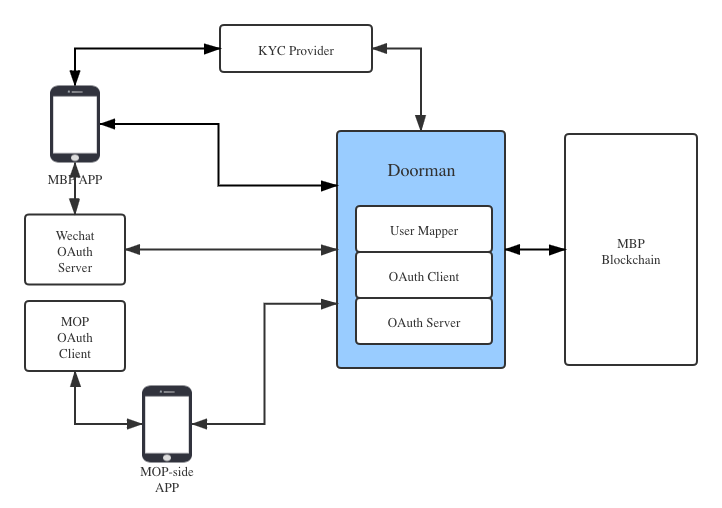 KYC Provider
MBP APP
Doorman
User Mapper
Wechat
OAuth
Server
OAuth Client
MBP
Blockchain
OAuth Server
MOP
OAuth
Client
MOP-side
APP